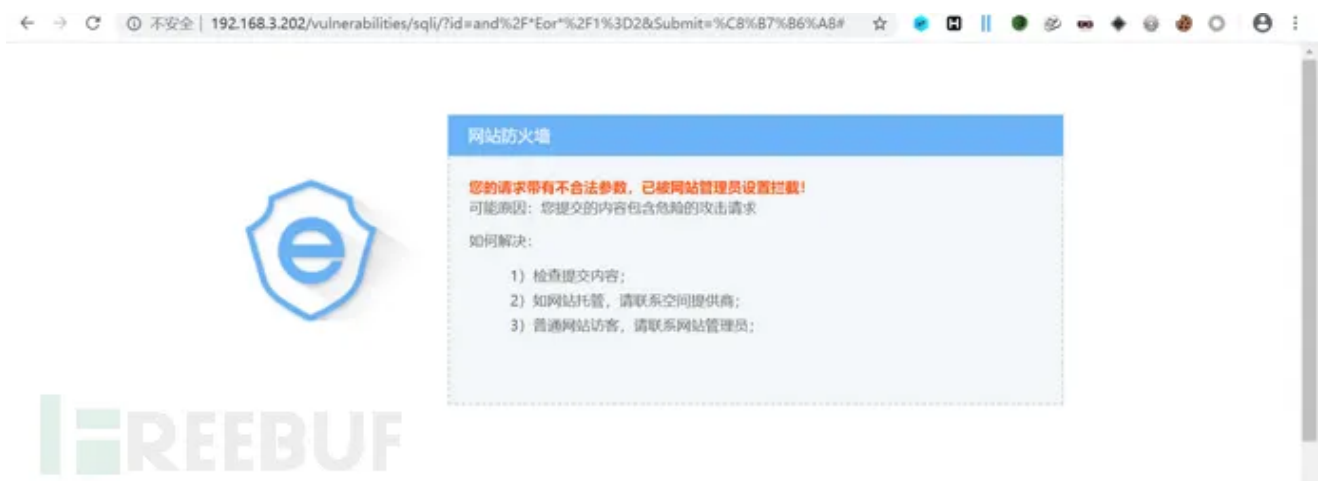 不安全 | 192.168.3.202/vulnerabilities/sqli/?id=and%2F*Eor*%2F1%3D2&Submit=%C8%B7%B6%A8#
网站防火墙
您的请求带有不合法参数，已被网站管理员设置拦截！
可能原因：您提交的内容包含危险的攻击请求
如何解决：
1）检查提交内容；
2）如网站托管，请联系空间提供商；
3）普通网站访客，请联系网站管理员；
FREEBUF